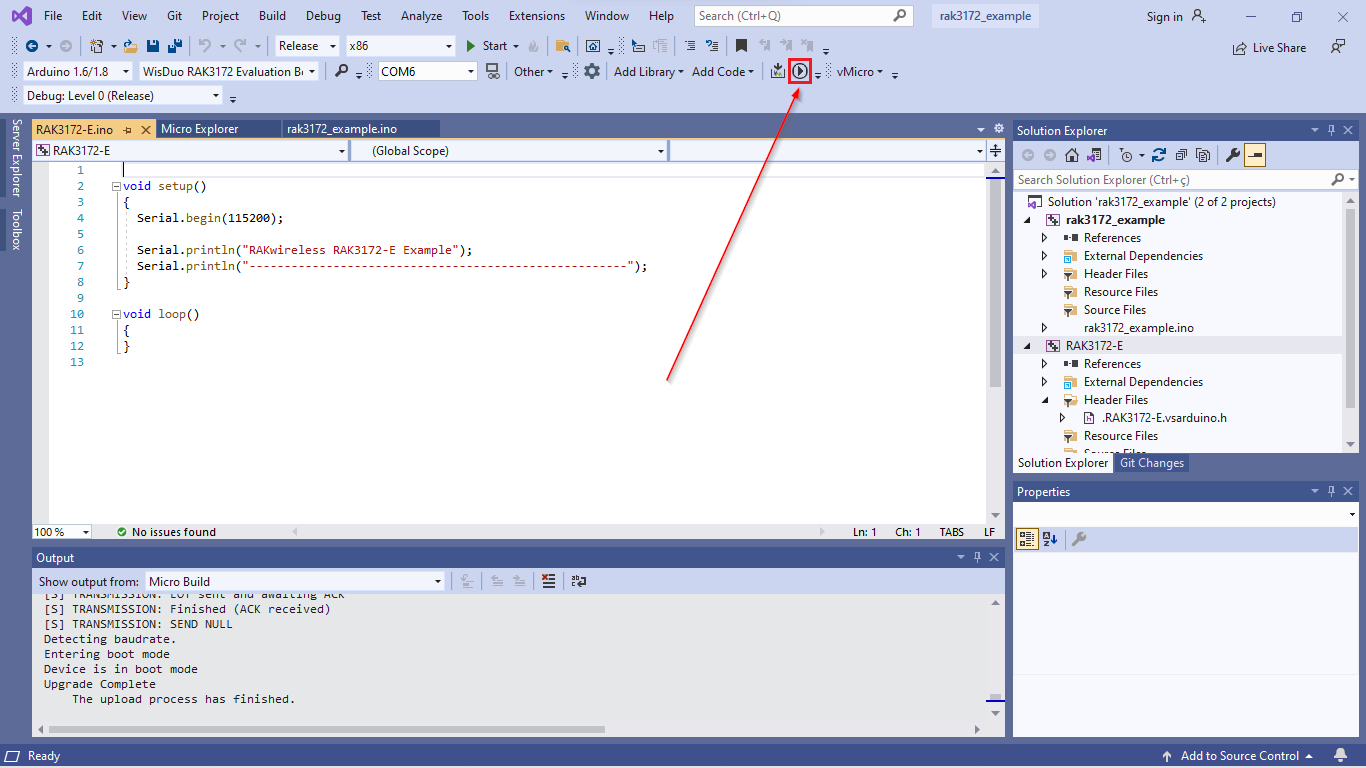 File Edit View Git Project Build Debug Test Analyze Tools Extensions Window Help Search (Ctrl+Q) rak3172_example Sign in
Release x86 Start Live Share
Arduino 1.6/1.8 WisDuo RAK3172 Evaluation Bo COM6 Other Add Library Add Code vMicro
Debug: Level 0 (Release)
Server Explorer
Toolbox
RAK3172-E.ino Micro Explorer rak3172_example.ino
RAK3172-E (Global Scope)
1
2 void setup()
3 {
4 Serial.begin(115200);
5
6 Serial.println("RAKwireless RAK3172-E Example");
7 Serial.println("------------------------------------------------------");
8 }
9
10 void loop()
11 {
12 }
13
100 % No issues found Ln: 1 Ch: 1 TABS LF
Output
Show output from: Micro Build
[S] TRANSMISSION: EOT sent and awaiting ACK
[S] TRANSMISSION: Finished (ACK received)
[S] TRANSMISSION: SEND NULL
Detecting baudrate.
Entering boot mode
Device is in boot mode
Upgrade Complete
The upload process has finished.
Solution Explorer
Search Solution Explorer (Ctrl+ç)
Solution 'rak3172_example' (2 of 2 projects)
rak3172_example
References
External Dependencies
Header Files
Resource Files
Source Files
rak3172_example.ino
RAK3172-E
References
External Dependencies
Header Files
.RAK3172-E.vsarduino.h
Resource Files
Source Files
Solution Explorer Git Changes
Properties
Ready Add to Source Control